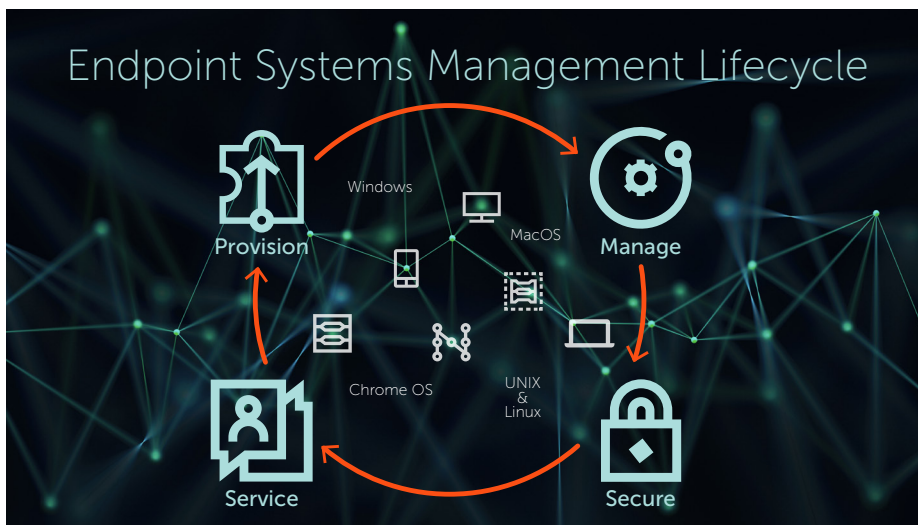 Endpoint Systems Management Lifecycle
Windows
MacOS
Provision
Manage
Chrome OS
UNIX
&
Linux
Service
Secure